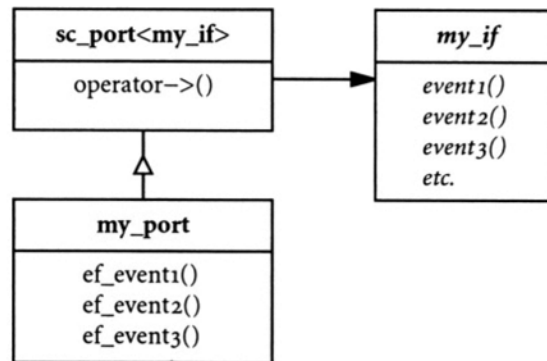 sc_port<my_if>
operator->()
my_if
event1()
event2()
event3()
etc.
my_port
ef_event1()
ef_event2()
ef_event3()